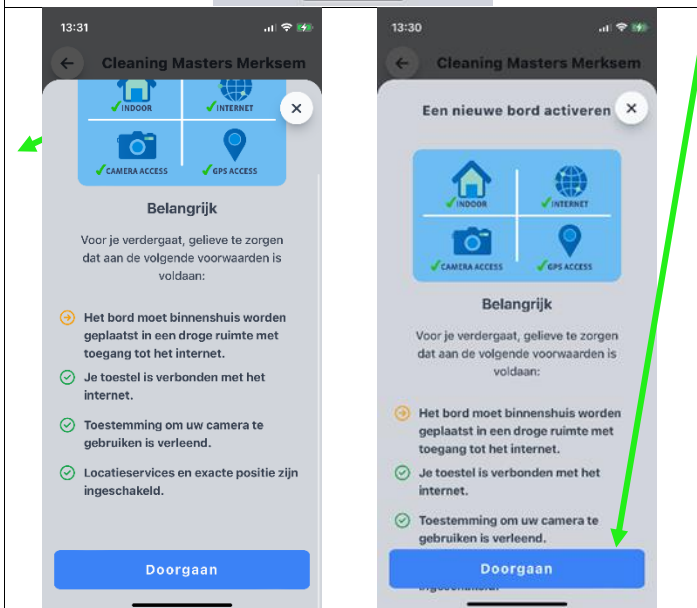 13:31
Cleaning Masters Merksem
INDOOR
INTERNET
CAMERA ACCESS
GPS ACCESS
Belangrijk
Voor je verdergaat, gelieve te zorgen
dat aan de volgende voorwaarden is
voldaan:
Het bord moet binnenshuis worden
geplaatst in een droge ruimte met
toegang tot het internet.
Je toestel is verbonden met het
internet.
Toestemming om uw camera te
gebruiken is verleend.
Locatieservices en exacte positie zijn
ingeschakeld.
Doorgaan
13:30
Cleaning Masters Merksem
Een nieuwe bord activeren
INDOOR
INTERNET
CAMERA ACCESS
GPS ACCESS
Belangrijk
Voor je verdergaat, gelieve te zorgen
dat aan de volgende voorwaarden is
voldaan:
Het bord moet binnenshuis worden
geplaatst in een droge ruimte met
toegang tot het internet.
Je toestel is verbonden met het
internet.
Toestemming om uw camera te
gebruiken is verleend.
Doorgaan